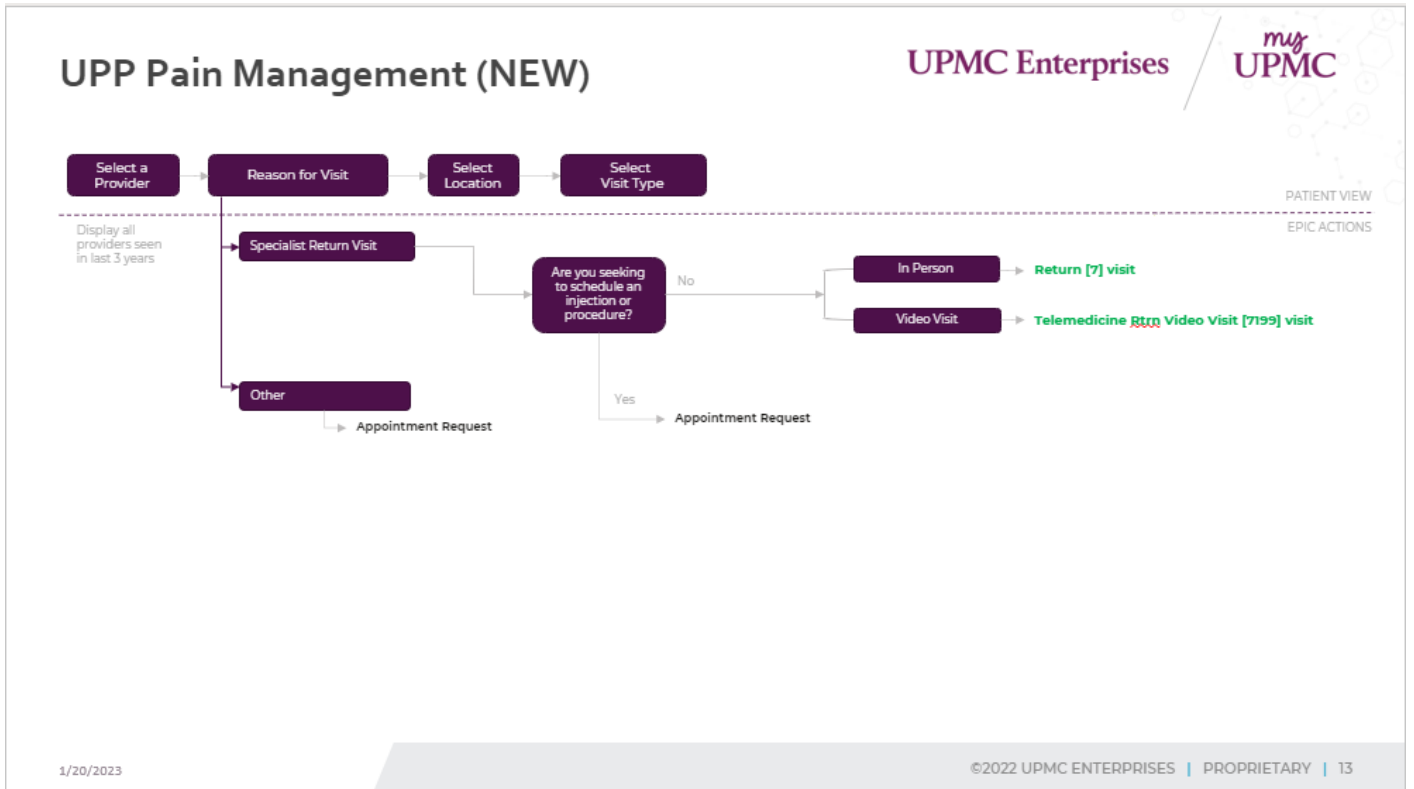 UPP Pain Management (NEW)
UPMC Enterprises
my
UPMC
Select a
Provider
Reason for Visit
Select
Location
Select
Visit Type
PATIENT VIEW
EPIC ACTIONS
Display all
providers seen
in last 3 years
Specialist Return Visit
Are you seeking
to schedule an
injection or
procedure?
No
In Person
Return [7] visit
Video Visit
Telemedicine Rtrn Video Visit [7199] visit
Other
Appointment Request
Yes
Appointment Request
1/20/2023
©2022 UPMC ENTERPRISES | PROPRIETARY | 13